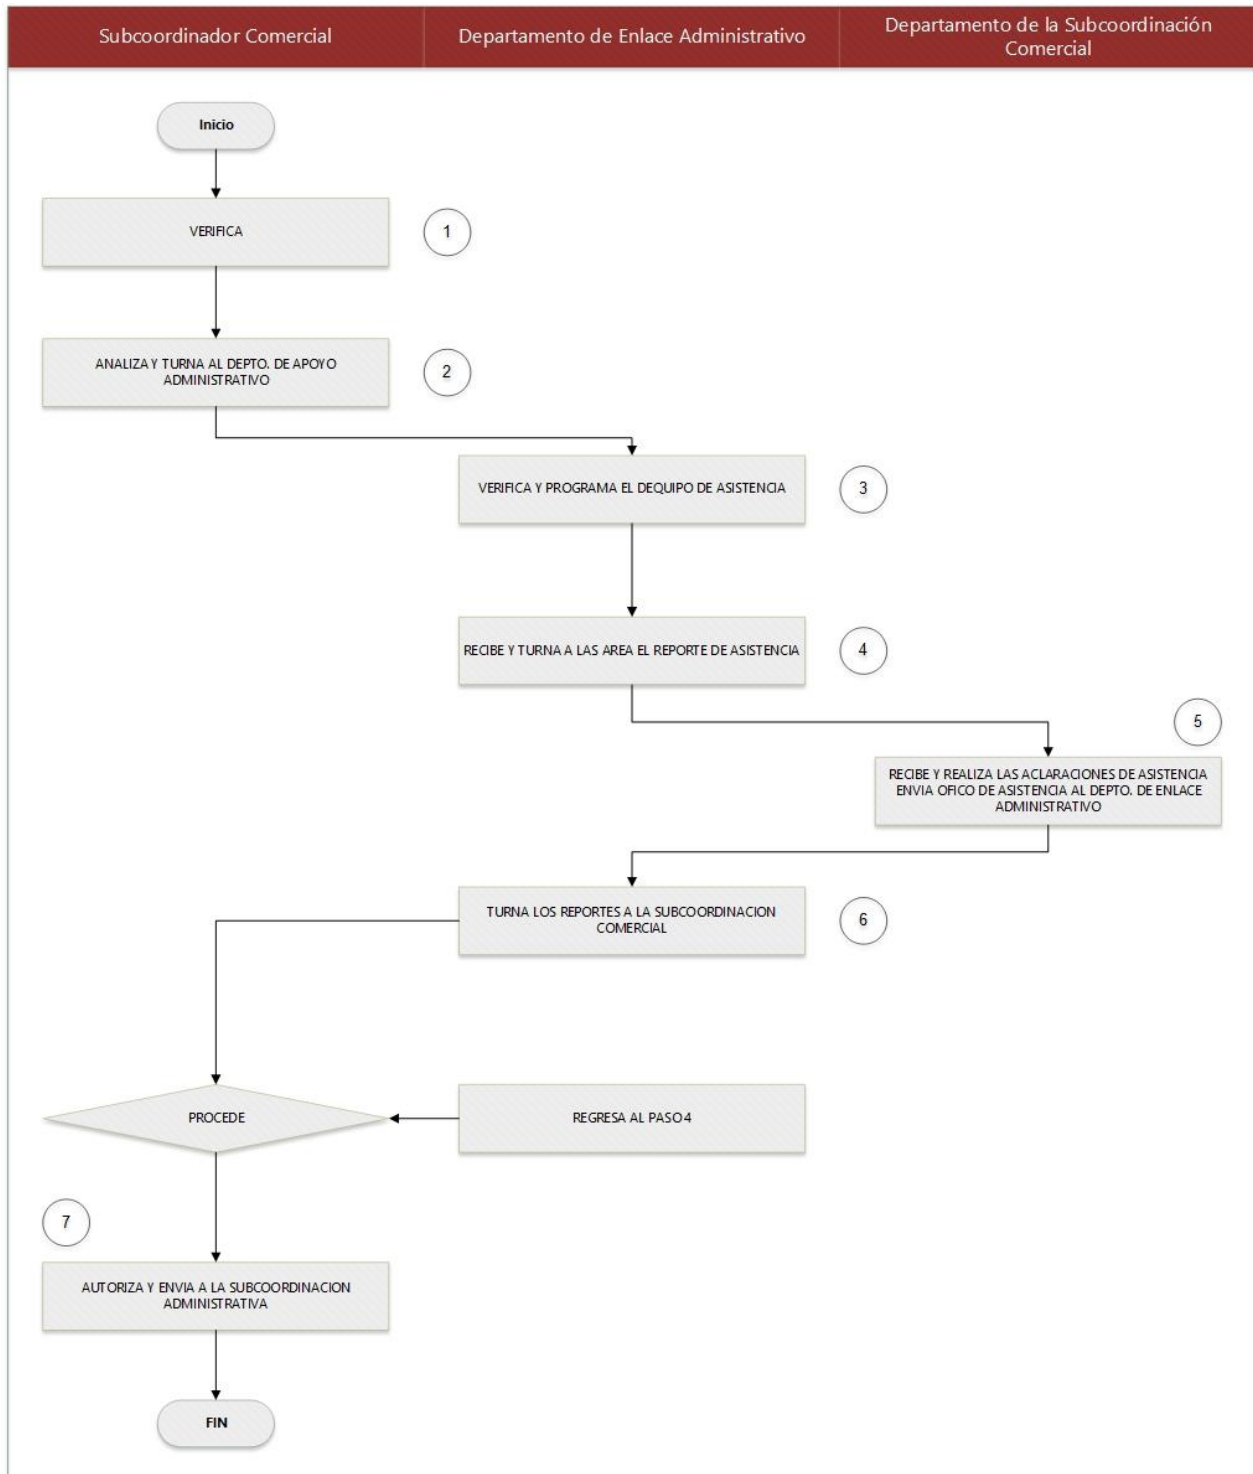 Subcoordinador Comercial
Departamento de Enlace Administrativo
Departamento de la Subcoordinación
Comercial
Inicio
VERIFICA
1
ANALIZA Y TURNA AL DEPTO. DE APOYO
ADMINISTRATIVO
2
VERIFICA Y PROGRAMA EL DEQUIPO DE ASISTENCIA
3
RECIBE Y TURNA A LAS AREA EL REPORTE DE ASISTENCIA
4
5
RECIBE Y REALIZA LAS ACLARACIONES DE ASISTENCIA
ENVIA OFICO DE ASISTENCIA AL DEPTO. DE ENLACE
ADMINISTRATIVO
TURNA LOS REPORTES A LA SUBCOORDINACION
COMERCIAL
6
PROCEDE
REGRESA AL PASO 4
7
AUTORIZA Y ENVIA A LA SUBCOORDINACION
ADMINISTRATIVA
FIN